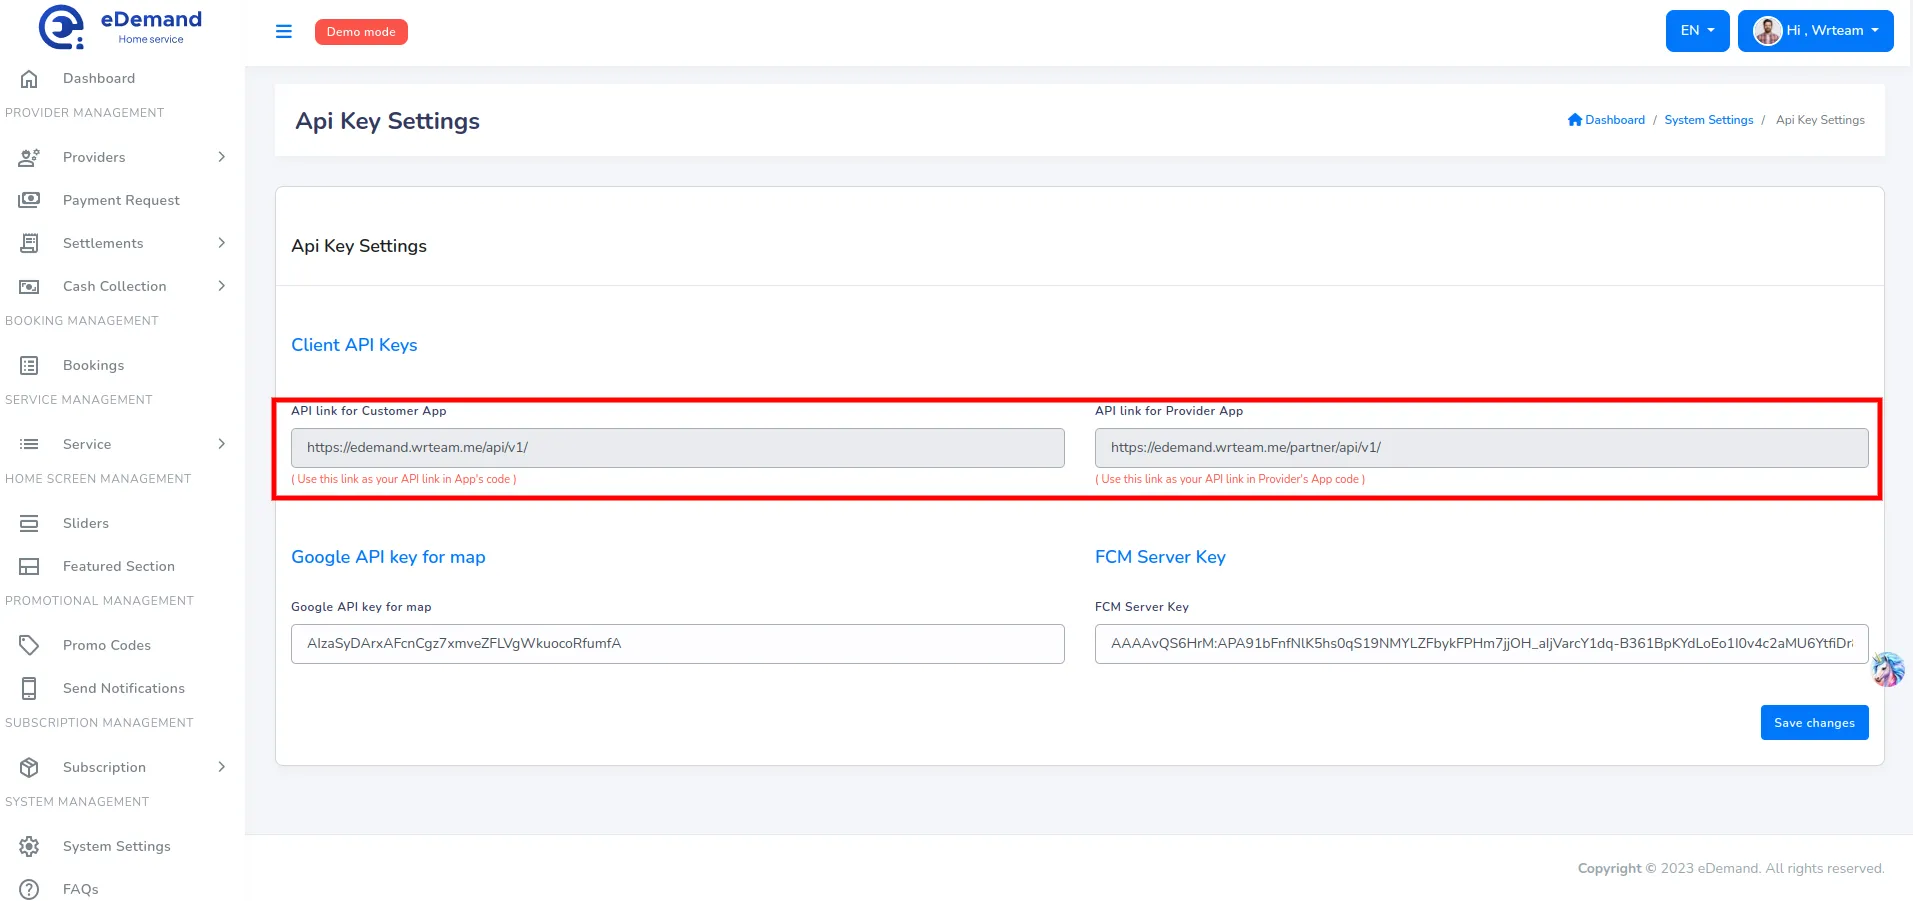 eDemand
Home service
Demo mode
EN
Hi , Wrteam
Dashboard
PROVIDER MANAGEMENT
Providers
Payment Request
Settlements
Cash Collection
BOOKING MANAGEMENT
Bookings
SERVICE MANAGEMENT
Service
HOME SCREEN MANAGEMENT
Sliders
Featured Section
PROMOTIONAL MANAGEMENT
Promo Codes
Send Notifications
SUBSCRIPTION MANAGEMENT
Subscription
SYSTEM MANAGEMENT
System Settings
FAQs
Api Key Settings
Dashboard / System Settings / Api Key Settings
Api Key Settings
Client API Keys
API link for Customer App
https://edemand.wrteam.me/api/v1/
( Use this link as your API link in App's code )
API link for Provider App
https://edemand.wrteam.me/partner/api/v1/
( Use this link as your API link in Provider's App code )
Google API key for map
Google API key for map
AIzaSyDArxAFcnCgz7xmveZFLVgWkuocoRfumfA
FCM Server Key
FCM Server Key
AAAAvQS6HrM:APA91bFnfNlK5hs0qS19NMYLZFbykFPHm7jjOH_aljVarcY1dq-B361BpKYdLoEo1I0v4c2aMU6YtfiDr
Save changes
Copyright © 2023 eDemand. All rights reserved.